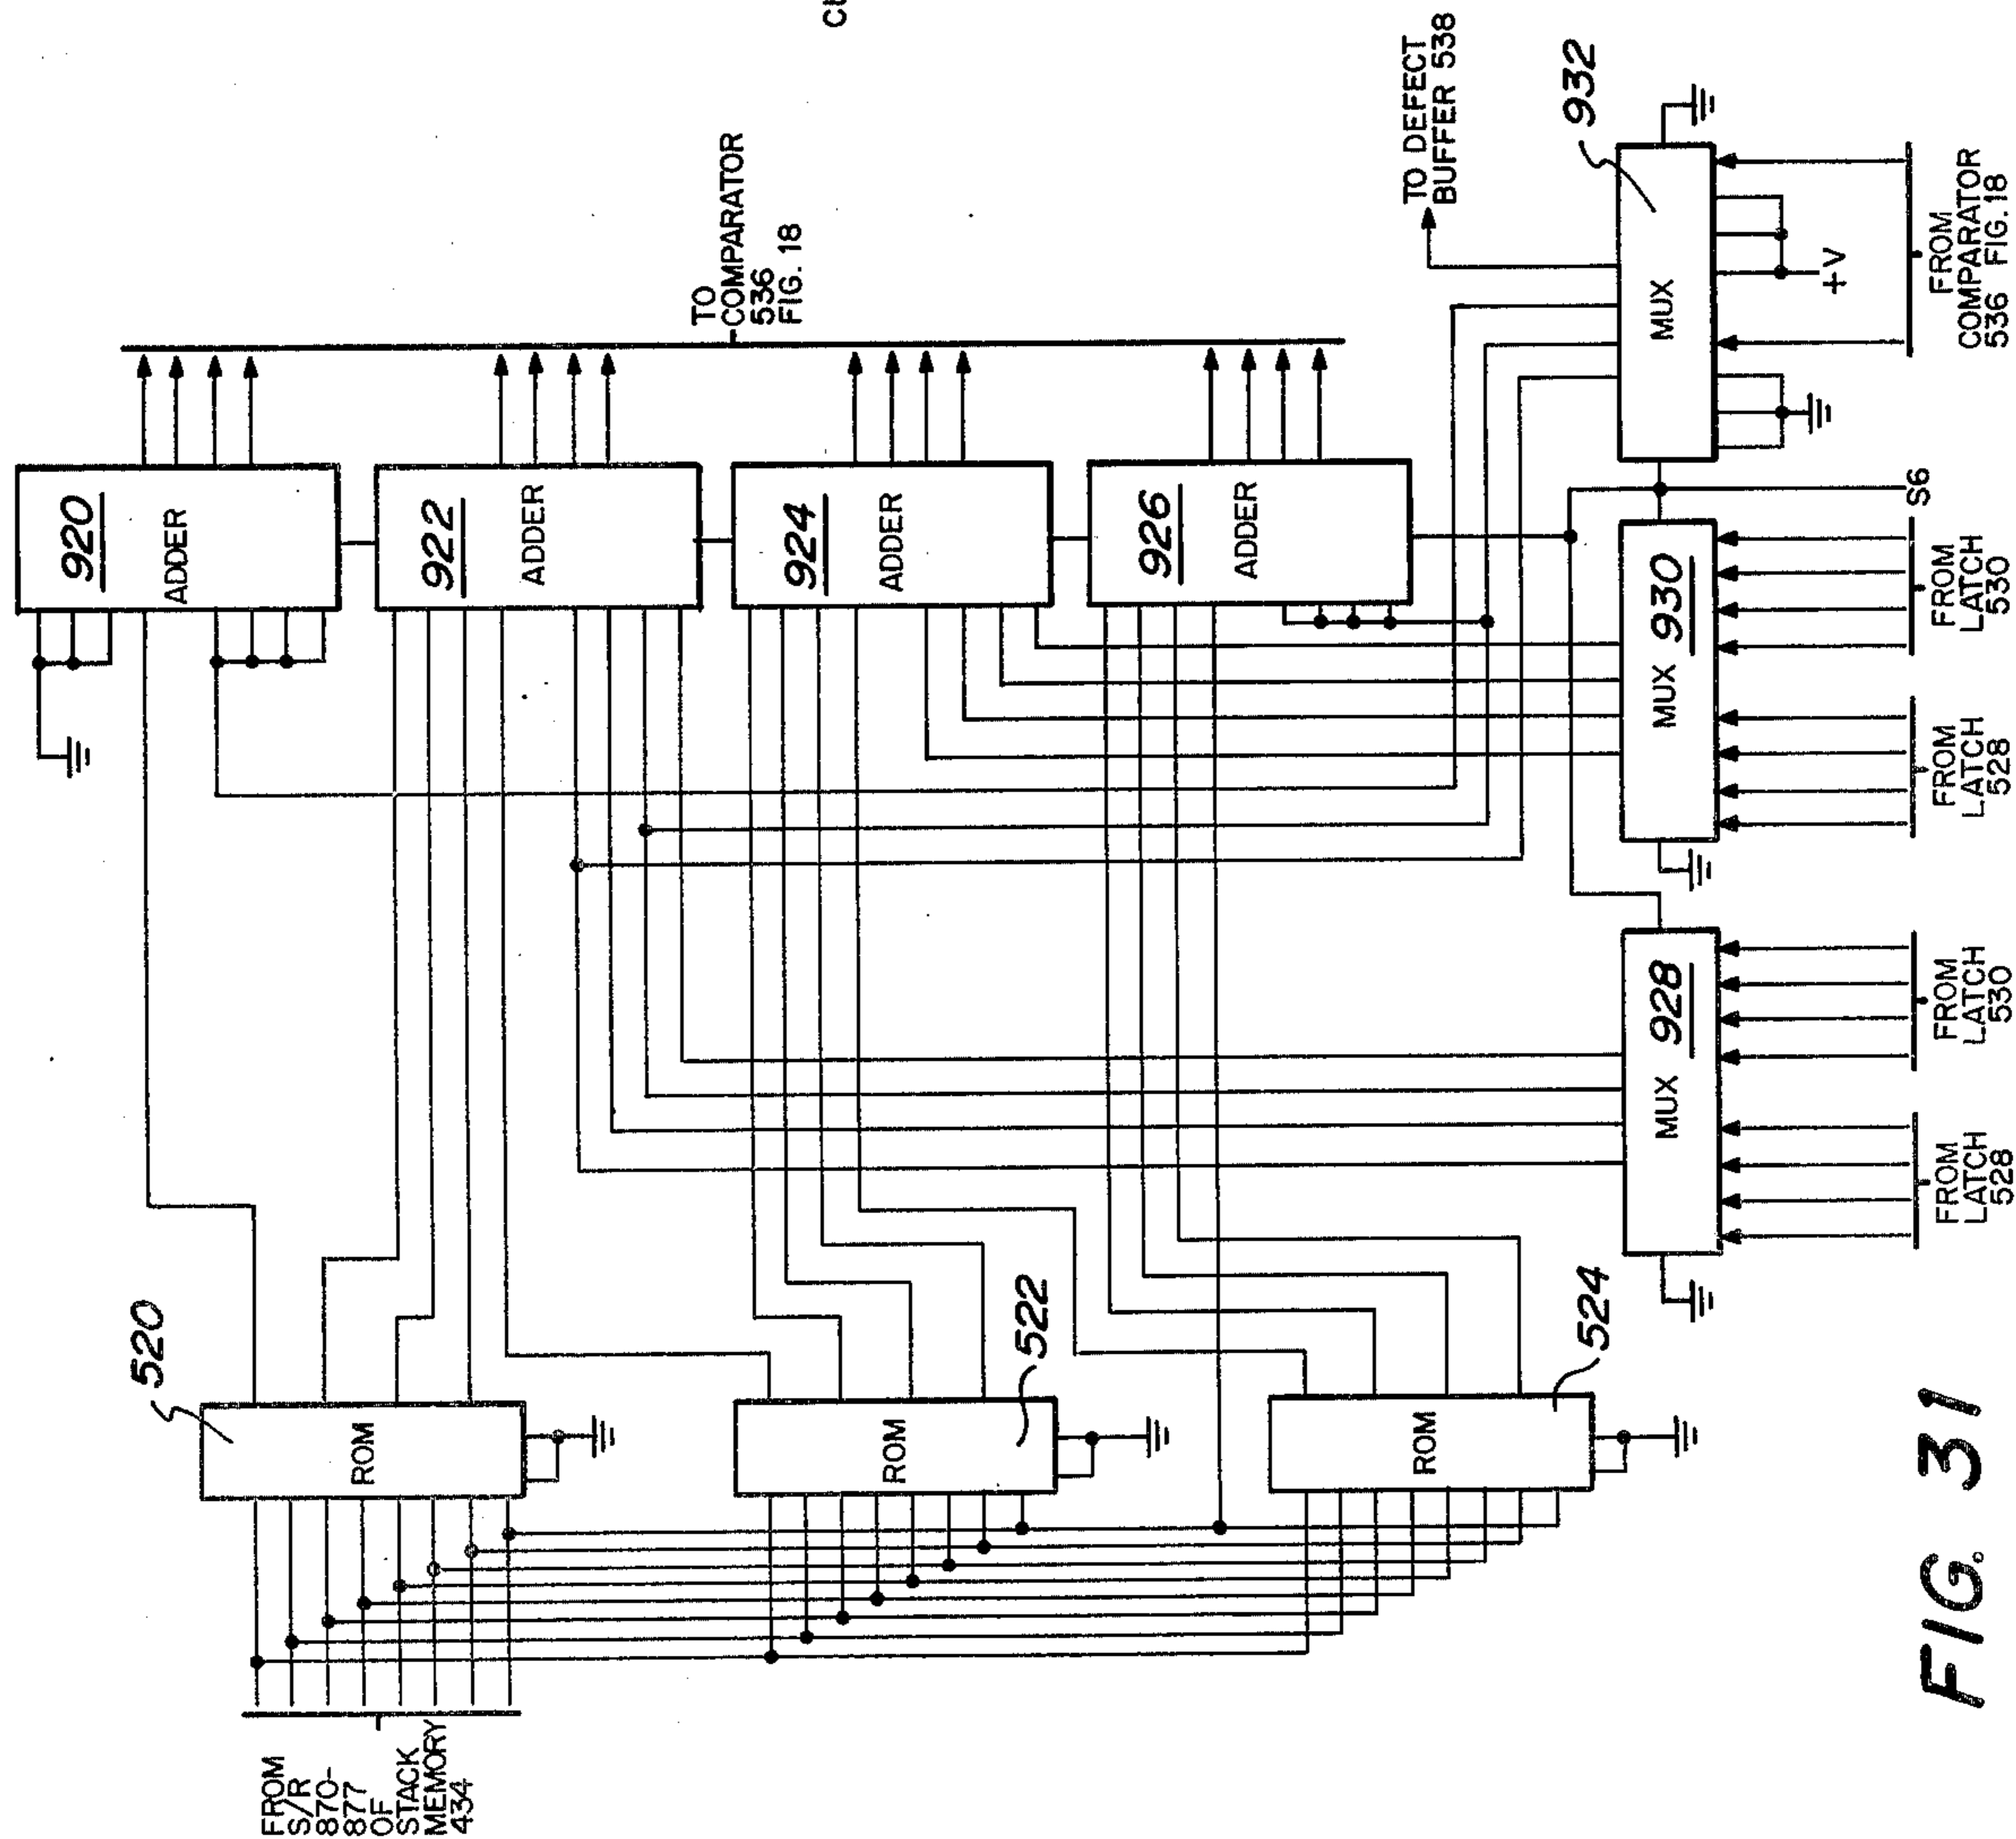 CU
920
ADDER
922
ADDER
924
ADDER
926
ADDER
TO
COMPARATOR
536
FIG. 18
TO DEFECT
BUFFER 538
932
MUX
+V
FROM
COMPARATOR
536 FIG.18
S6
MUX 930
FROM
LATCH
528
FROM
LATCH
530
MUX 928
FROM
LATCH
528
FROM
LATCH
530
520
ROM
522
ROM
524
ROM
FROM
S/R
870-
877
OF
STACK
MEMORY
434
FIG. 31